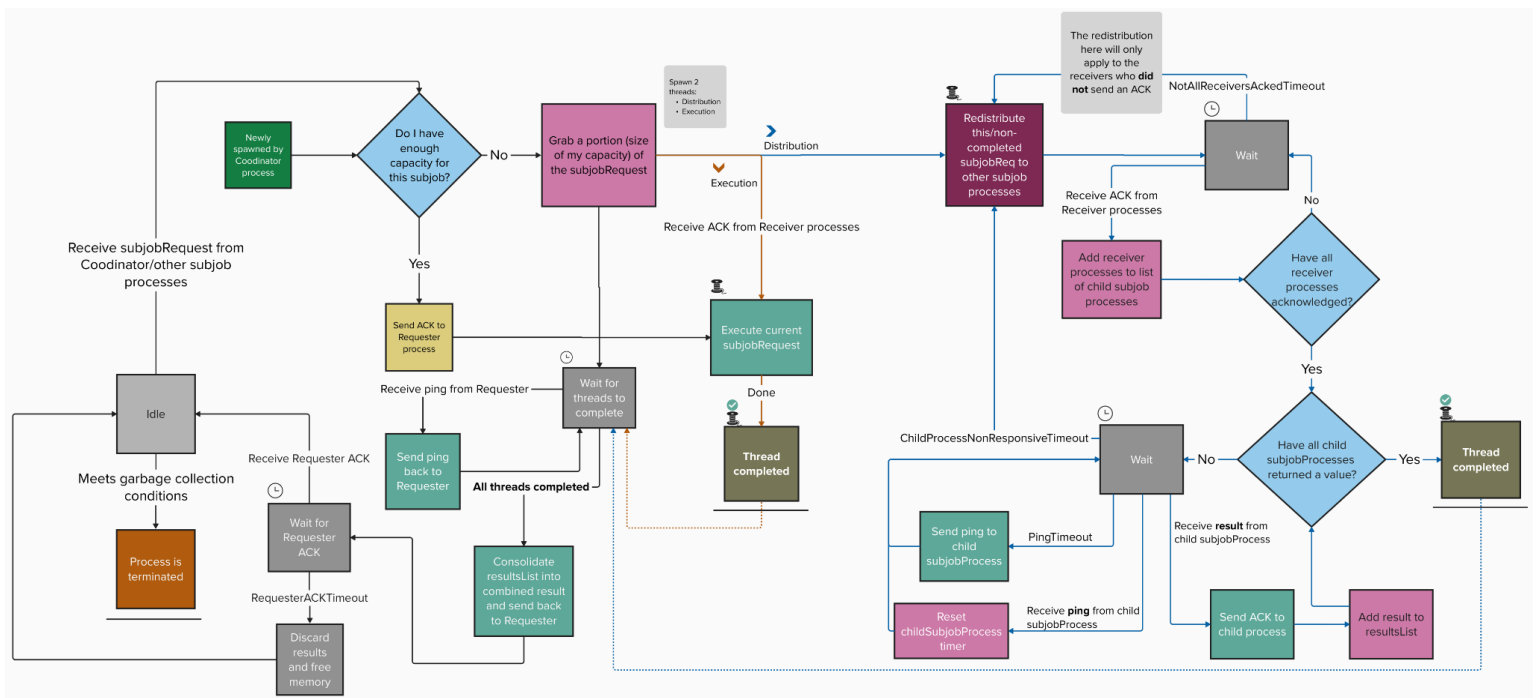 The redistribution
here will only
apply to the
receivers who did
not send an ACK
Spawn 2
threads:
• Distribution
• Execution
NotAllReceiversAckedTimeout
Newly
spawned by
Coodinator
process
Do I have
enough
capacity for
this subjob?
No
Grab a portion (size
of my capacity) of
the subjobRequest
Distribution
Execution
Redistribute
this/non-
completed
subjobReq to
other subjob
processes
Wait
Receive ACK from
Receiver processes
No
Receive subjobRequest from
Coodinator/other subjob
processes
Yes
Receive ACK from Receiver processes
Add receiver
processes to list
of child subjob
processes
Have all
receiver
processes
acknowledged?
Send ACK to
Requester
process
Execute current
subjobRequest
Yes
Idle
Receive ping from Requester
Wait for
threads to
complete
Done
ChildProcessNonResponsiveTimeout
Wait
No
Have all child
subjobProcesses
returned a value?
Yes
Thread
completed
Receive Requester ACK
Send ping
back to
Requester
Thread
completed
Meets garbage collection
conditions
All threads completed
Wait for
Requester
ACK
Process is
terminated
Send ping to
child
subjobProcess
PingTimeout
Receive result from
child subjobProcess
Consolidate
resultsList into
combined result
and send back
to Requester
RequesterACKTimeout
Discard
results
and free
memory
Reset
childSubjobProcess
timer
Receive ping from child
subjobProcess
Send ACK to
child process
Add result to
resultsList